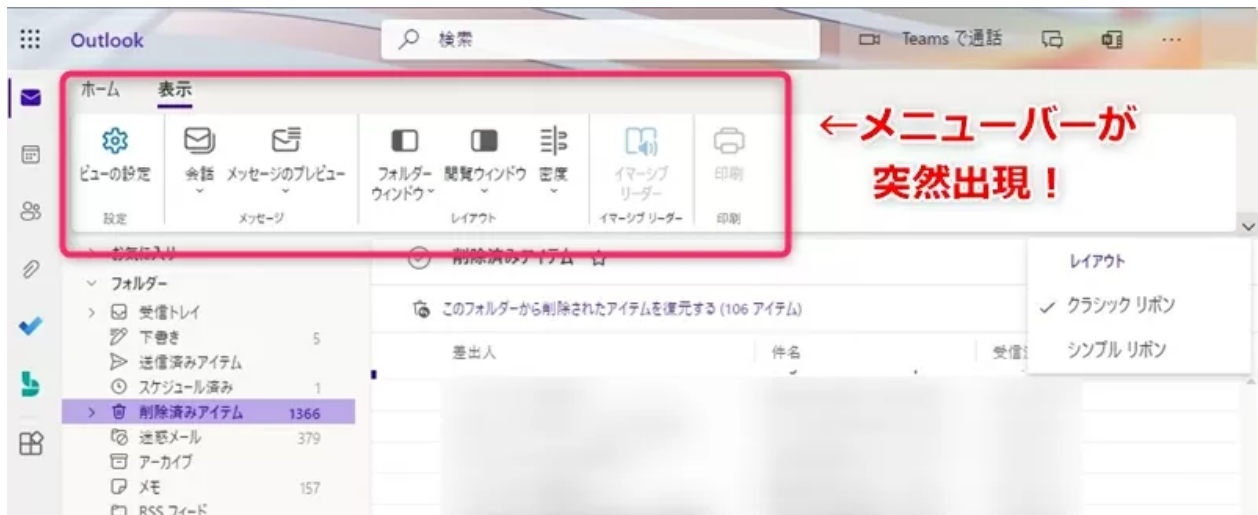 Outlook
検索
Teams で通話
ホーム
表示
ビューの設定
会話
メッセージのプレビュー
フォルダー
ウィンドウ
閲覧ウィンドウ
密度
イマーシブ
リーダー
印刷
設定
メッセージ
レイアウト
イマーシブ リーダー
印刷
←メニューバーが
突然出現！
お気に入り
削除済みアイテム
レイアウト
クラシック リボン
シンプル リボン
フォルダー
このフォルダーから削除されたアイテムを復元する (106 アイテム)
受信トレイ
下書き 5
送信済みアイテム
スケジュール済み 1
削除済みアイテム 1366
迷惑メール 379
アーカイブ
メモ 157
RSS フィード
差出人
件名
受信